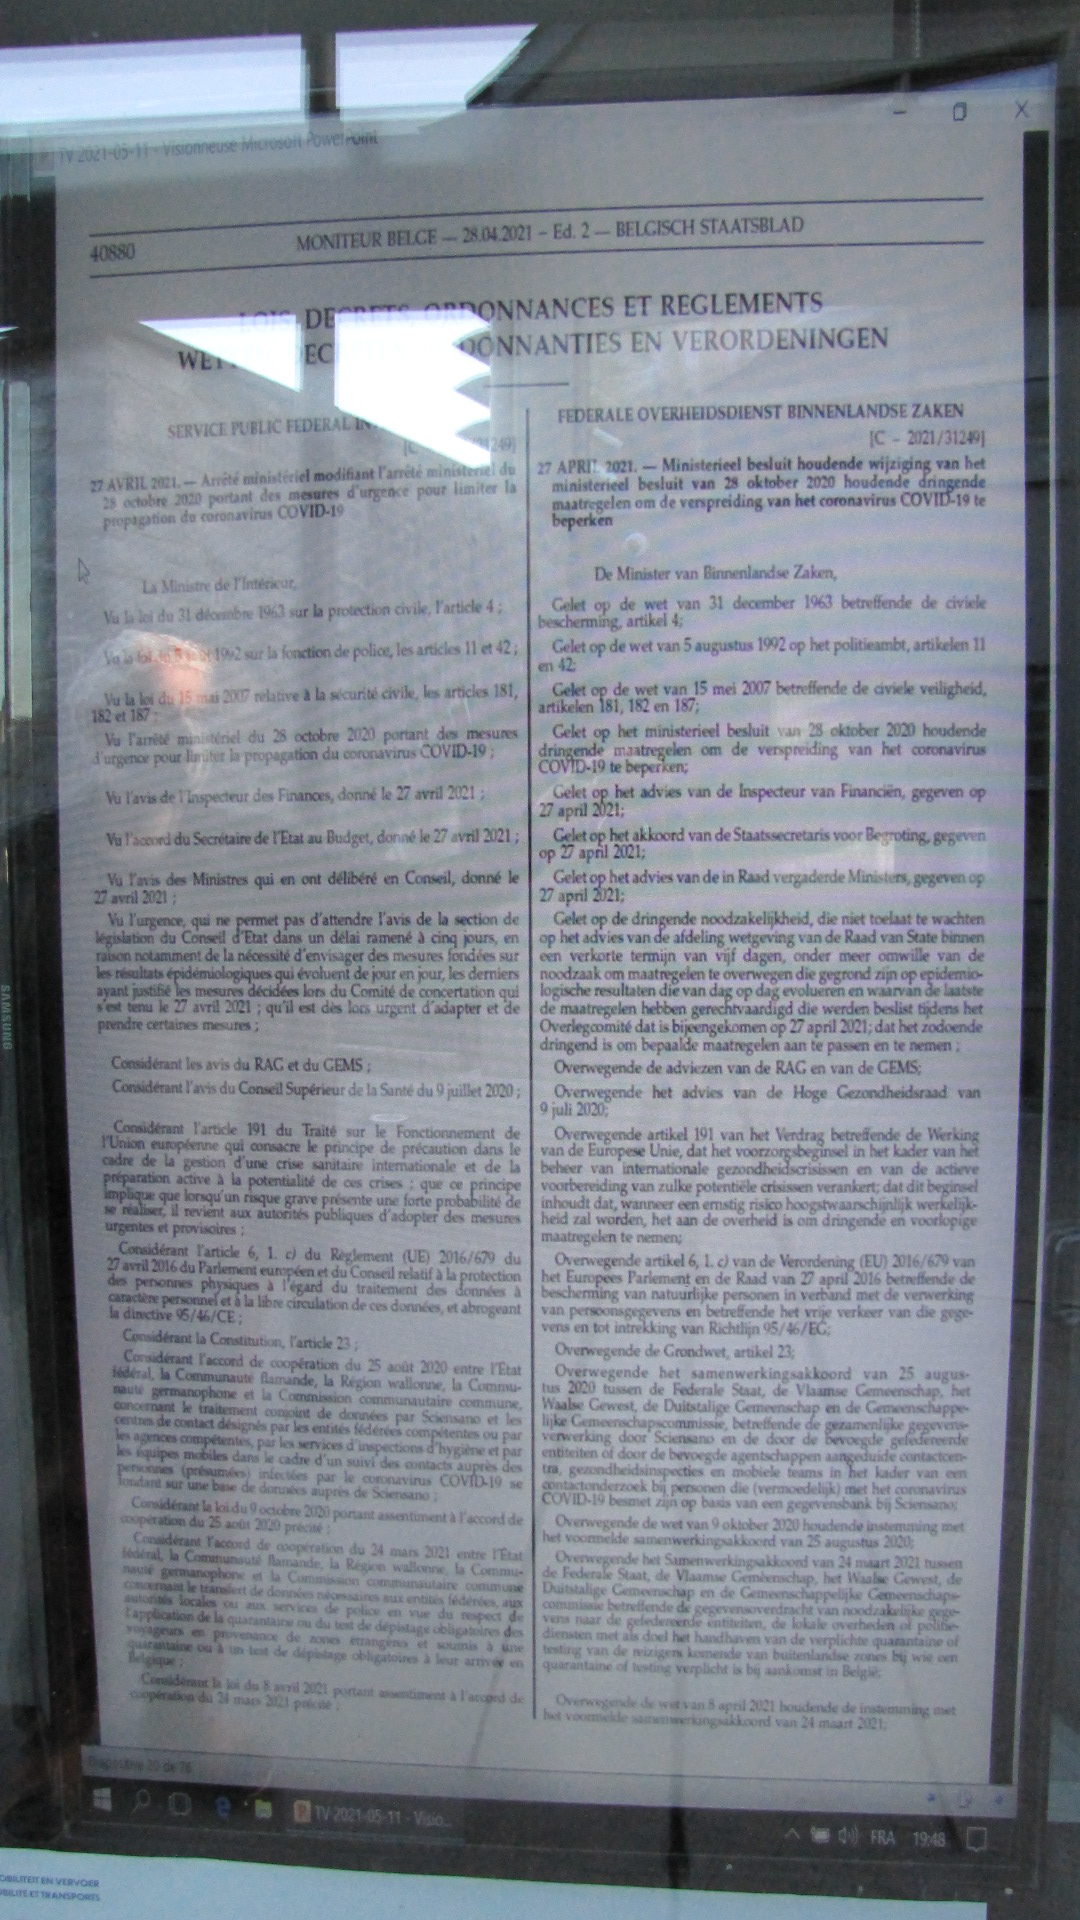 TV 2021-05-11 - Visionneuse Microsoft PowerPoint
40880
MONITEUR BELGE — 28.04.2021 – Ed. 2 — BELGISCH STAATSBLAD
LOIS, DECRETS, ORDONNANCES ET REGLEMENTS
ORDONNANTIES EN VERORDENINGEN
SERVICE PUBLIC FEDERAL
31249]
27 AVRIL 2021. — Arrêté ministériel modifiant l'arrêté ministériel du
28 octobre 2020 portant des mesures d'urgence pour limiter la
propagation du coronavirus COVID-19
La Ministre de l'Intérieur,
Vu la loi du 31 décembre 1963 sur la protection civile, l'article 4 ;
Vu la loi 1992 sur la fonction de police, les articles 11 et 42 ;
Vu la loi du 15 mai 2007 relative à la sécurité civile, les articles 181,
182 et 187 ;
Vu l'arrêté ministériel du 28 octobre 2020 portant des mesures
d'urgence pour limiter la propagation du coronavirus COVID-19 ;
Vu l'avis de l'Inspecteur des Finances, donné le 27 avril 2021 ;
Vu l'accord du Secrétaire de l'Etat au Budget, donné le 27 avril 2021 ;
Vu l'avis des Ministres qui en ont délibéré en Conseil, donné le
27 avril 2021 ;
Vu l'urgence, qui ne permet pas d'attendre l'avis de la section de
législation du Conseil d'Etat dans un délai ramené à cinq jours, en
raison notamment de la nécessité d'envisager des mesures fondées sur
les résultats épidémiologiques qui évoluent de jour en jour, les derniers
ayant justifié les mesures décidées lors du Comité de concertation qui
s'est tenu le 27 avril 2021 ; qu'il est dès lors urgent d'adapter et de
prendre certaines mesures ;
Considérant les avis du RAG et du GEMS ;
Considérant l'avis du Conseil Supérieur de la Santé du 9 juillet 2020 ;
Considérant l'article 191 du Traité sur le Fonctionnement de
l'Union européenne qui consacre le principe de précaution dans le
cadre de la gestion d'une crise sanitaire internationale et de la
préparation active à la potentialité de ces crises ; que ce principe
implique que lorsqu'un risque grave présente une forte probabilité de
se réaliser, il revient aux autorités publiques d'adopter des mesures
urgentes et provisoires ;
Considérant l'article 6, 1. c) du Règlement (UE) 2016/679 du
27 avril 2016 du Parlement européen et du Conseil relatif à la protection
des personnes physiques à l'égard du traitement des données à
caractère personnel et à la libre circulation de ces données, et abrogeant
la directive 95/46/CE ;
Considérant la Constitution, l'article 23 ;
Considérant l'accord de coopération du 25 août 2020 entre l'Etat
fédéral, la Communauté flamande, la Région wallonne, la Commu-
nauté germanophone et la Commission communautaire commune,
concernant le traitement conjoint de données par Sciensano et les
centres de contact désignés par les entités fédérées compétentes ou par
les agences compétentes, par les services d'inspections d'hygiène et par
les équipes mobiles dans le cadre d'un suivi des contacts auprès des
personnes (présumées) infectées par le coronavirus COVID-19 se
fondant sur une base de données auprès de Sciensano ;
Considérant la loi du 9 octobre 2020 portant assentiment à l'accord de
coopération du 25 août 2020 précité ;
Considérant l'accord de coopération du 24 mars 2021 entre l'Etat
fédéral, la Communauté flamande, la Région wallonne, la Commu-
nauté germanophone et la Commission communautaire commune
concernant le transfert de données nécessaires aux entités fédérées, aux
autorités locales ou aux services de police en vue du respect de
l'application de la quarantaine ou du test de dépistage obligatoires des
voyageurs en provenance de zones étrangères et soumis à une
quarantaine ou à un test de dépistage obligatoires à leur arrivée en
Belgique ;
Considérant la loi du 8 avril 2021 portant assentiment à l'accord de
coopération du 24 mars 2021 précité ;
FEDERALE OVERHEIDSDIENST BINNENLANDSE ZAKEN
[C – 2021/31249]
27 APRIL 2021. — Ministerieel besluit houdende wijziging van het
ministerieel besluit van 28 oktober 2020 houdende dringende
maatregelen om de verspreiding van het coronavirus COVID-19 te
beperken
De Minister van Binnenlandse Zaken,
Gelet op de wet van 31 december 1963 betreffende de civiele
bescherming, artikel 4;
Gelet op de wet van 5 augustus 1992 op het politieambt, artikelen 11
en 42;
Gelet op de wet van 15 mei 2007 betreffende de civiele veiligheid,
artikelen 181, 182 en 187;
Gelet op het ministerieel besluit van 28 oktober 2020 houdende
dringende maatregelen om de verspreiding van het coronavirus
COVID-19 te beperken;
Gelet op het advies van de Inspecteur van Financiën, gegeven op
27 april 2021;
Gelet op het akkoord van de Staatssecretaris voor Begroting, gegeven
op 27 april 2021;
Gelet op het advies van de in Raad vergaderde Ministers, gegeven op
27 april 2021;
Gelet op de dringende noodzakelijkheid, die niet toelaat te wachten
op het advies van de afdeling wetgeving van de Raad van State binnen
een verkorte termijn van vijf dagen, onder meer omwille van de
noodzaak om maatregelen te overwegen die gegrond zijn op epidemio-
logische resultaten die van dag op dag evolueren en waarvan de laatste
de maatregelen hebben gerechtvaardigd die werden beslist tijdens het
Overlegcomité dat is bijeengekomen op 27 april 2021; dat het zodoende
dringend is om bepaalde maatregelen aan te passen en te nemen ;
Overwegende de adviezen van de RAG en van de GEMS;
Overwegende het advies van de Hoge Gezondheidsraad van
9 juli 2020;
Overwegende artikel 191 van het Verdrag betreffende de Werking
van de Europese Unie, dat het voorzorgsbeginsel in het kader van het
beheer van internationale gezondheidscrisissen en van de actieve
voorbereiding van zulke potentiële crisissen verankert; dat dit beginsel
inhoudt dat, wanneer een ernstig risico hoogstwaarschijnlijk werkelijk-
heid zal worden, het aan de overheid is om dringende en voorlopige
maatregelen te nemen;
Overwegende artikel 6, 1. c) van de Verordening (EU) 2016/679 van
het Europees Parlement en de Raad van 27 april 2016 betreffende de
bescherming van natuurlijke personen in verband met de verwerking
van persoonsgegevens en betreffende het vrije verkeer van die gege-
vens en tot intrekking van Richtlijn 95/46/EG;
Overwegende de Grondwet, artikel 23;
Overwegende het samenwerkingsakkoord van 25 augus-
tus 2020 tussen de Federale Staat, de Vlaamse Gemeenschap, het
Waalse Gewest, de Duitstalige Gemeenschap en de Gemeenschappe-
lijke Gemeenschapscommissie, betreffende de gezamenlijke gegevens-
verwerking door Sciensano en de door de bevoegde gefedereerde
entiteiten of door de bevoegde agentschappen aangeduide contactcen-
tra, gezondheidsinspecties en mobiele teams in het kader van een
contactonderzoek bij personen die (vermoedelijk) met het coronavirus
COVID-19 besmet zijn op basis van een gegevensbank bij Sciensano;
Overwegende de wet van 9 oktober 2020 houdende instemming met
het voormelde samenwerkingsakkoord van 25 augustus 2020;
Overwegende het Samenwerkingsakkoord van 24 maart 2021 tussen
de Federale Staat, de Vlaamse Gemeenschap, het Waalse Gewest, de
Duitstalige Gemeenschap en de Gemeenschappelijke Gemeenschaps-
commissie betreffende de gegevensoverdracht van noodzakelijke gege-
vens naar de gefedereerde entiteiten, de lokale overheden of politie-
diensten met als doel het handhaven van de verplichte quarantaine of
testing van de reizigers komende van buitenlandse zones bij wie een
quarantaine of testing verplicht is bij aankomst in België;
Overwegende de wet van 8 april 2021 houdende de instemming met
het voormelde samenwerkingsakkoord van 24 maart 2021;
SAMSUNG
Diapositive 20 de 76
TV 2021-05-11 - Visio...
FRA 19:48
MOBILITEIT EN VERVOER
MOBILITE ET TRANSPORTS